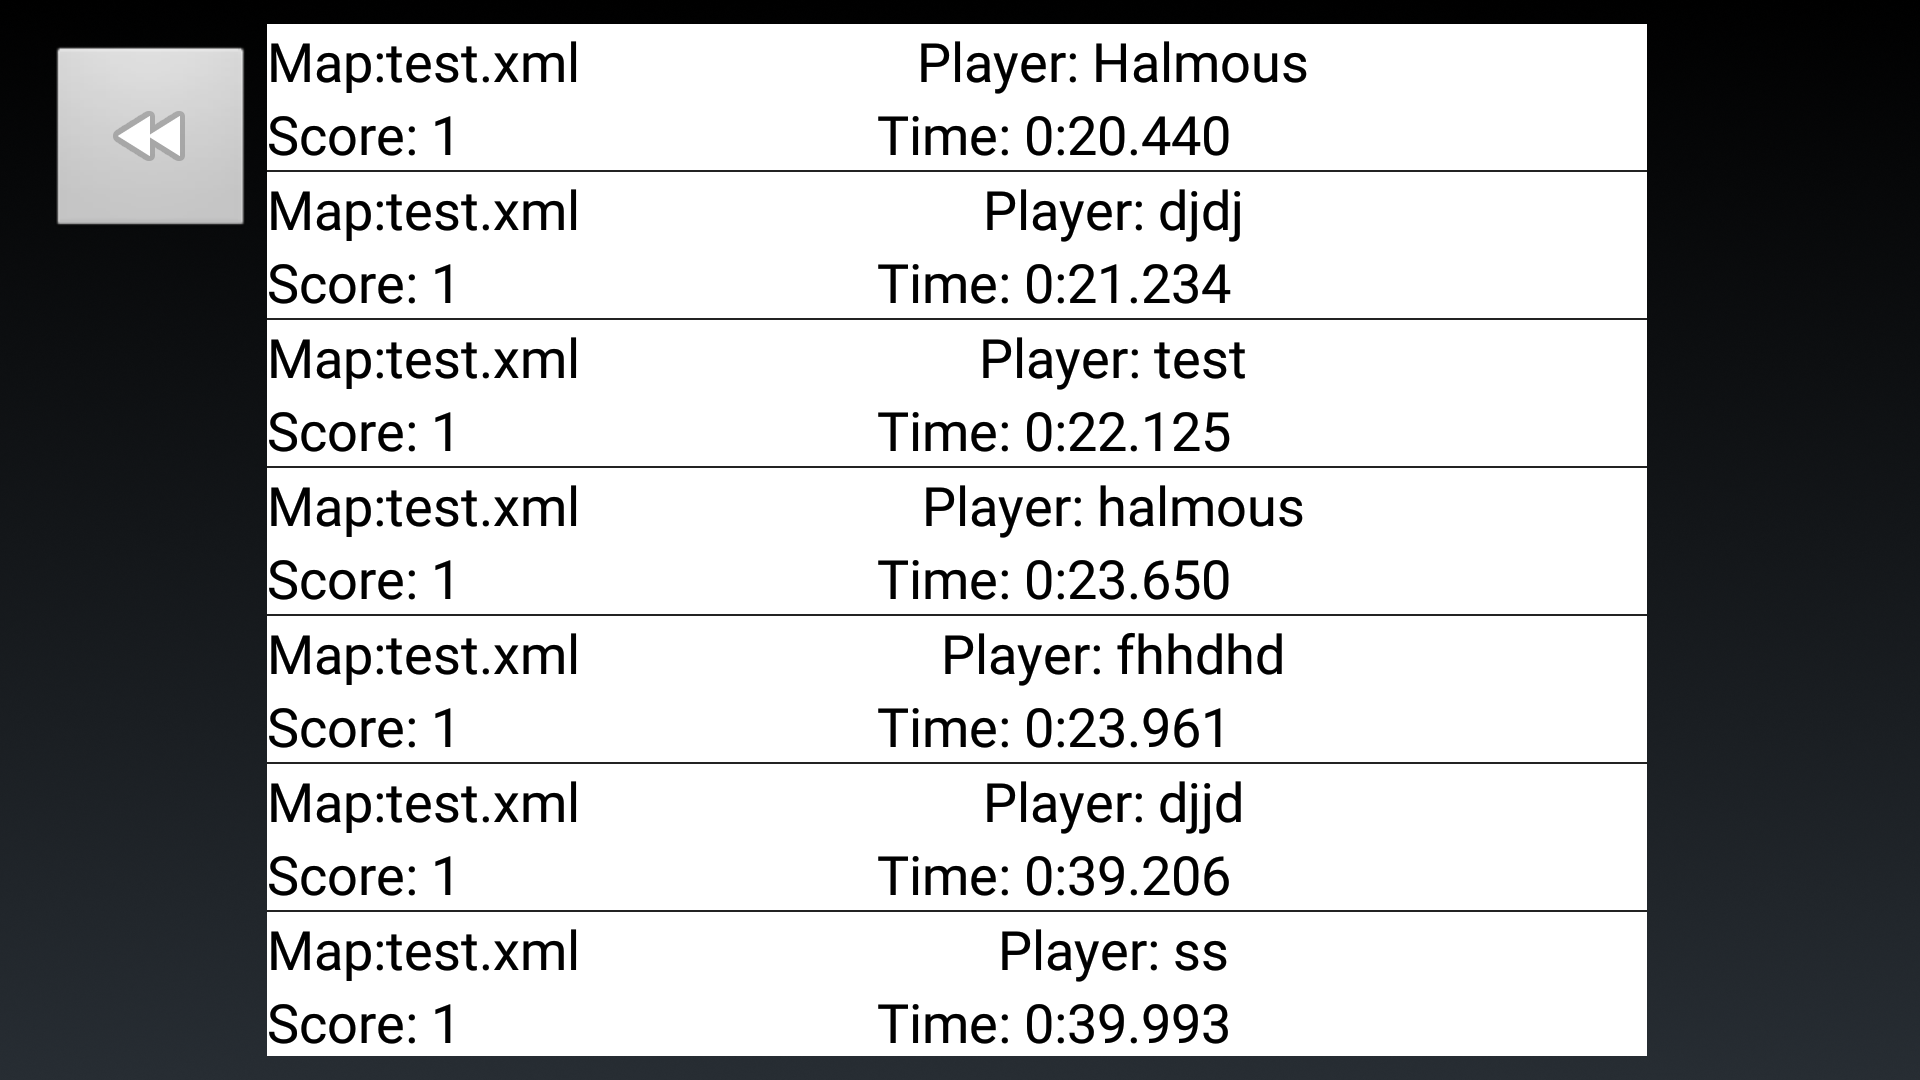 Map:test.xml Player: Halmous
Score: 1 Time: 0:20.440
Map:test.xml Player: djdj
Score: 1 Time: 0:21.234
Map:test.xml Player: test
Score: 1 Time: 0:22.125
Map:test.xml Player: halmous
Score: 1 Time: 0:23.650
Map:test.xml Player: fhhdhd
Score: 1 Time: 0:23.961
Map:test.xml Player: djjd
Score: 1 Time: 0:39.206
Map:test.xml Player: ss
Score: 1 Time: 0:39.993